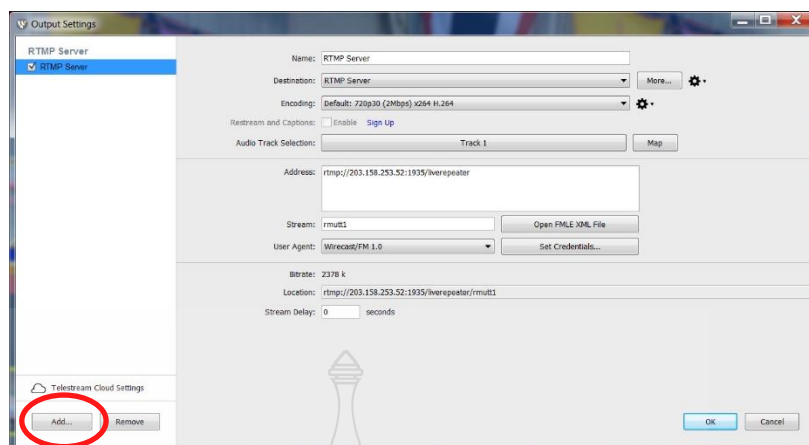 Output Settings
RTMP Server
RTMP Server
Name: RTMP Server
Destination: RTMP Server More...
Encoding: Default: 720p30 (2Mbps) x264 H.264
Restream and Captions: Enable Sign Up
Audio Track Selection: Track 1 Map
Address: rtmp://203.158.253.52:1935/liverepeater
Stream: rmutt1 Open FMLE XML File
User Agent: Wirecast/FM 1.0 Set Credentials...
Bitrate: 2378 k
Location: rtmp://203.158.253.52:1935/liverepeater/rmutt1
Stream Delay: 0 seconds
Telestream Cloud Settings
Add... Remove OK Cancel